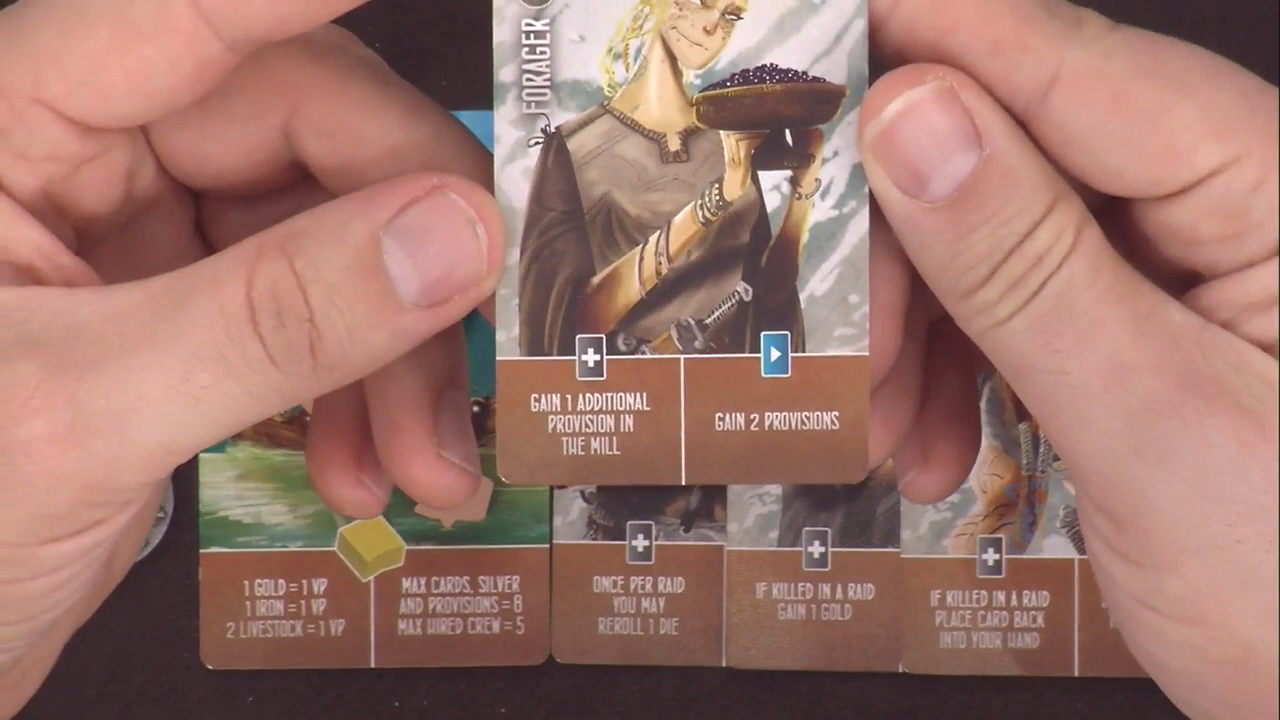 FORAGER
GAIN 1 ADDITIONAL
PROVISION IN
THE MILL
GAIN 2 PROVISIONS
1 GOLD = 1 VP
1 IRON = 1 VP
2 LIVESTOCK = 1 VP
MAX CARDS, SILVER
AND PROVISIONS = 8
MAX HIRED CREW = 5
ONCE PER RAID
YOU MAY
REROLL 1 DIE
IF KILLED IN A RAID
GAIN 1 GOLD
IF KILLED IN A RAID
PLACE CARD BACK
INTO YOUR HAND